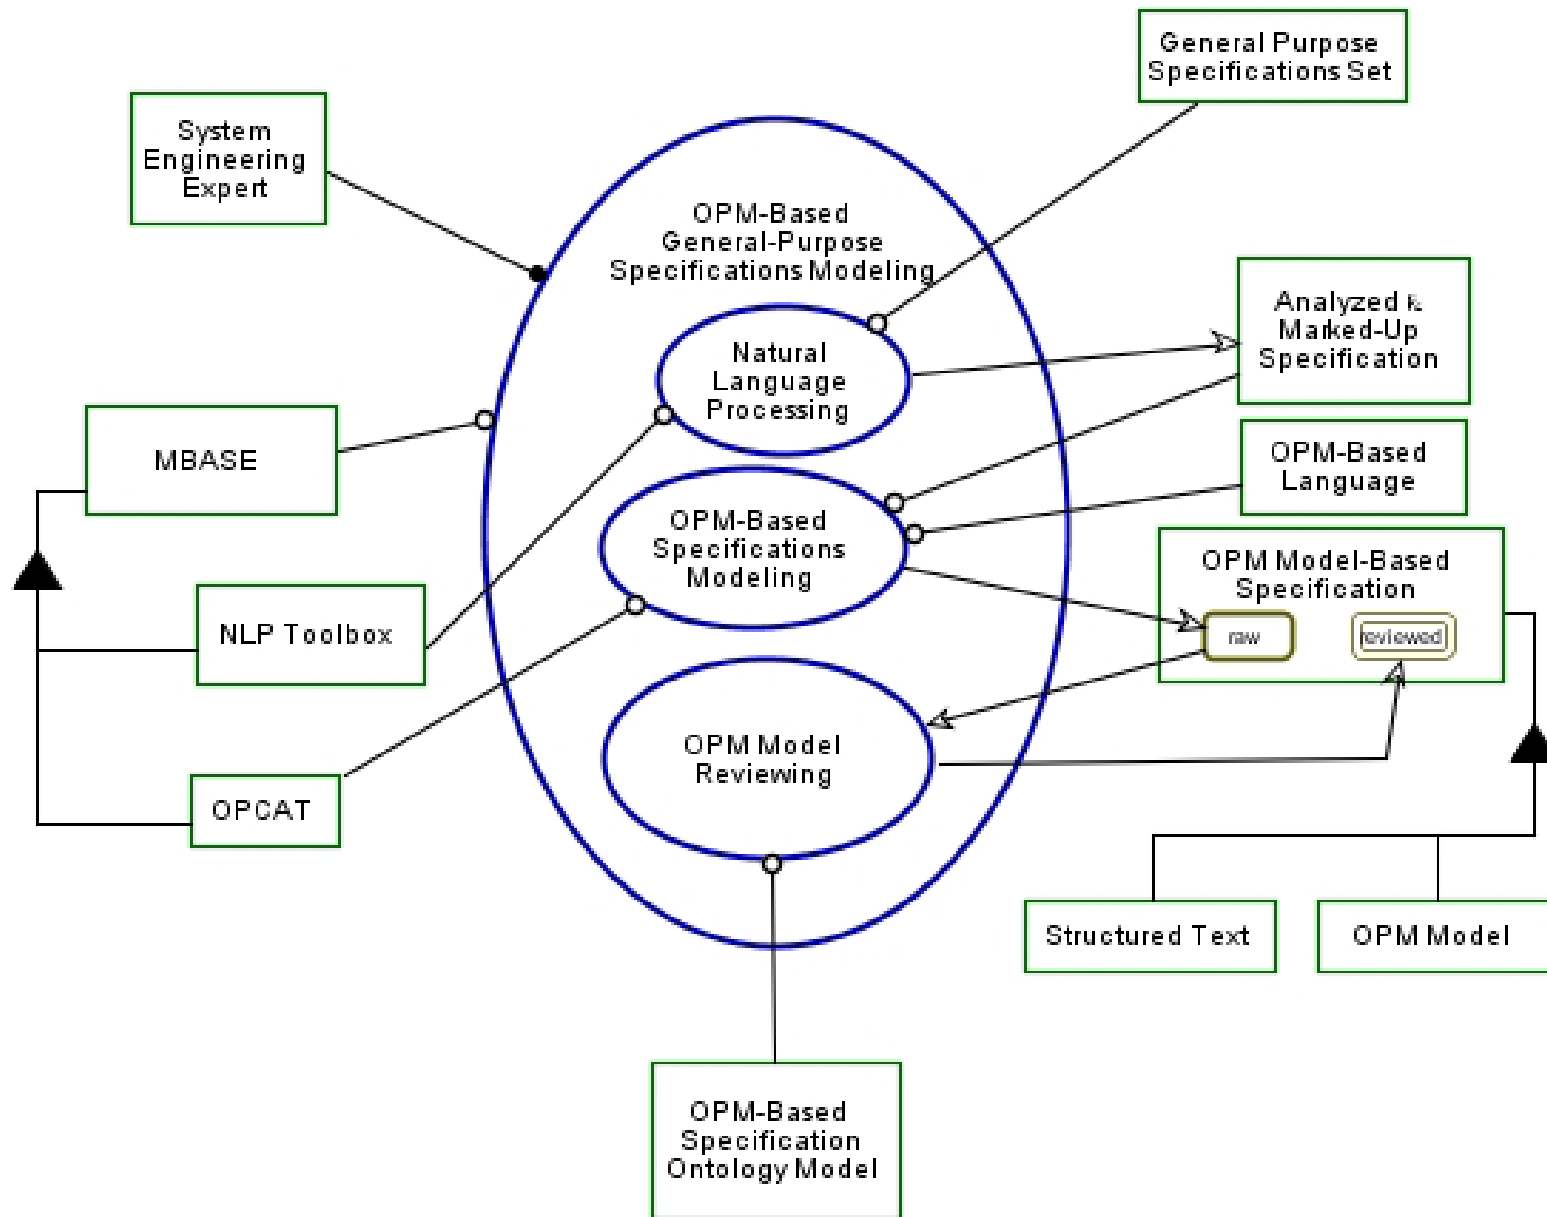 General Purpose
Specifications Set
System
Engineering
Expert
OPM-Based
General-Purpose
Specifications Modeling
Analyzed &
Marked-Up
Specification
Natural
Language
Processing
MBASE
OPM-Based
Language
OPM-Based
Specifications
Modeling
OPM Model-Based
Specification
raw
reviewed
NLP Toolbox
OPM Model
Reviewing
OPCAT
Structured Text
OPM Model
OPM-Based
Specification
Ontology Model